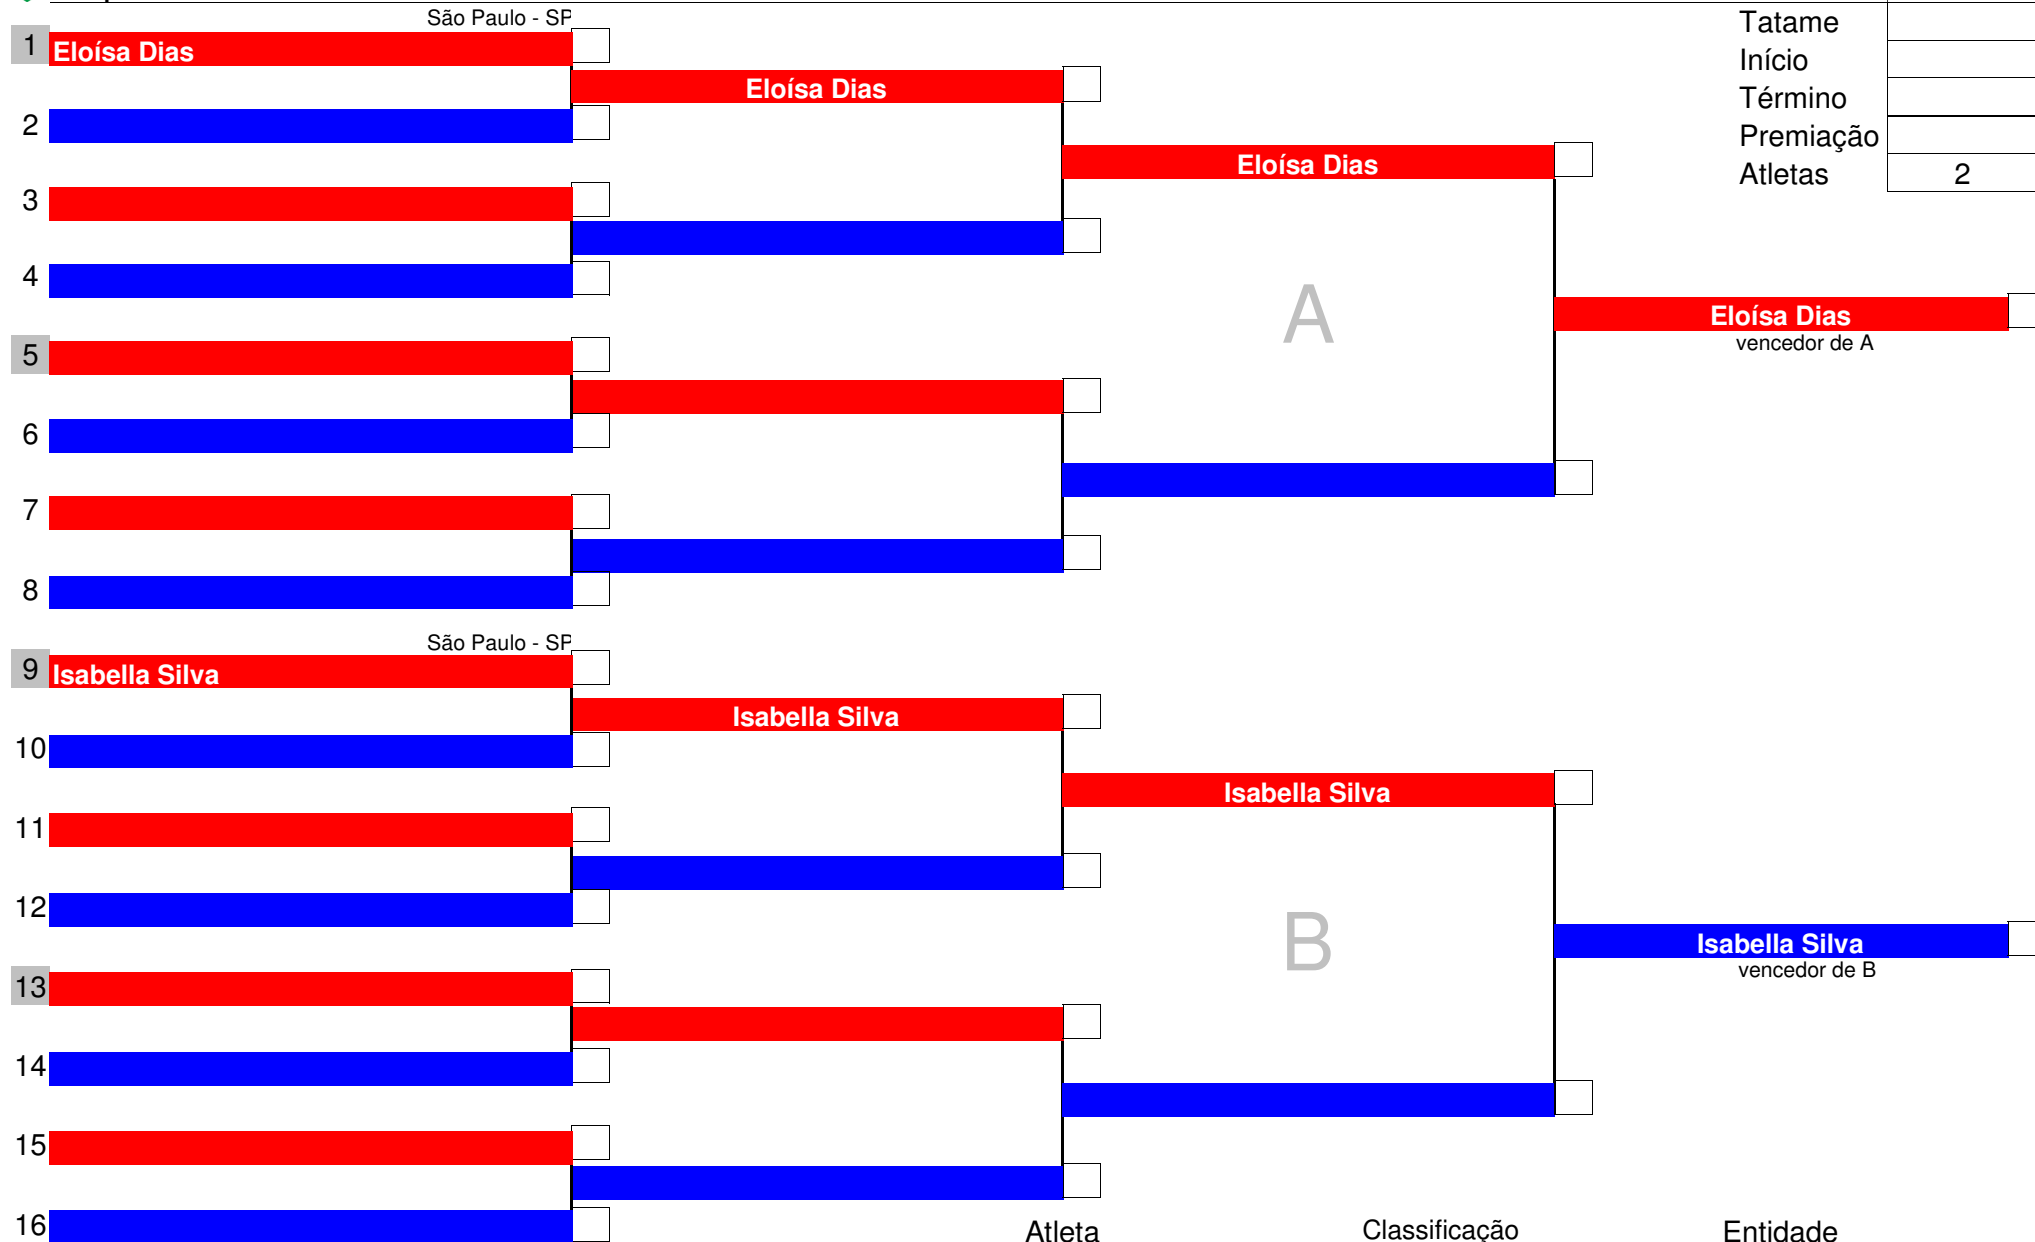 São Paulo - SP
Tatame
1 Eloísa Dias
Início
Eloísa Dias
Término
2
Premiação
Eloísa Dias
Atletas 2
3
4
A
Eloísa Dias
vencedor de A
5
6
7
8
São Paulo - SP
9 Isabella Silva
Isabella Silva
10
Isabella Silva
11
12
B
Isabella Silva
vencedor de B
13
14
15
16
Atleta Classificação Entidade